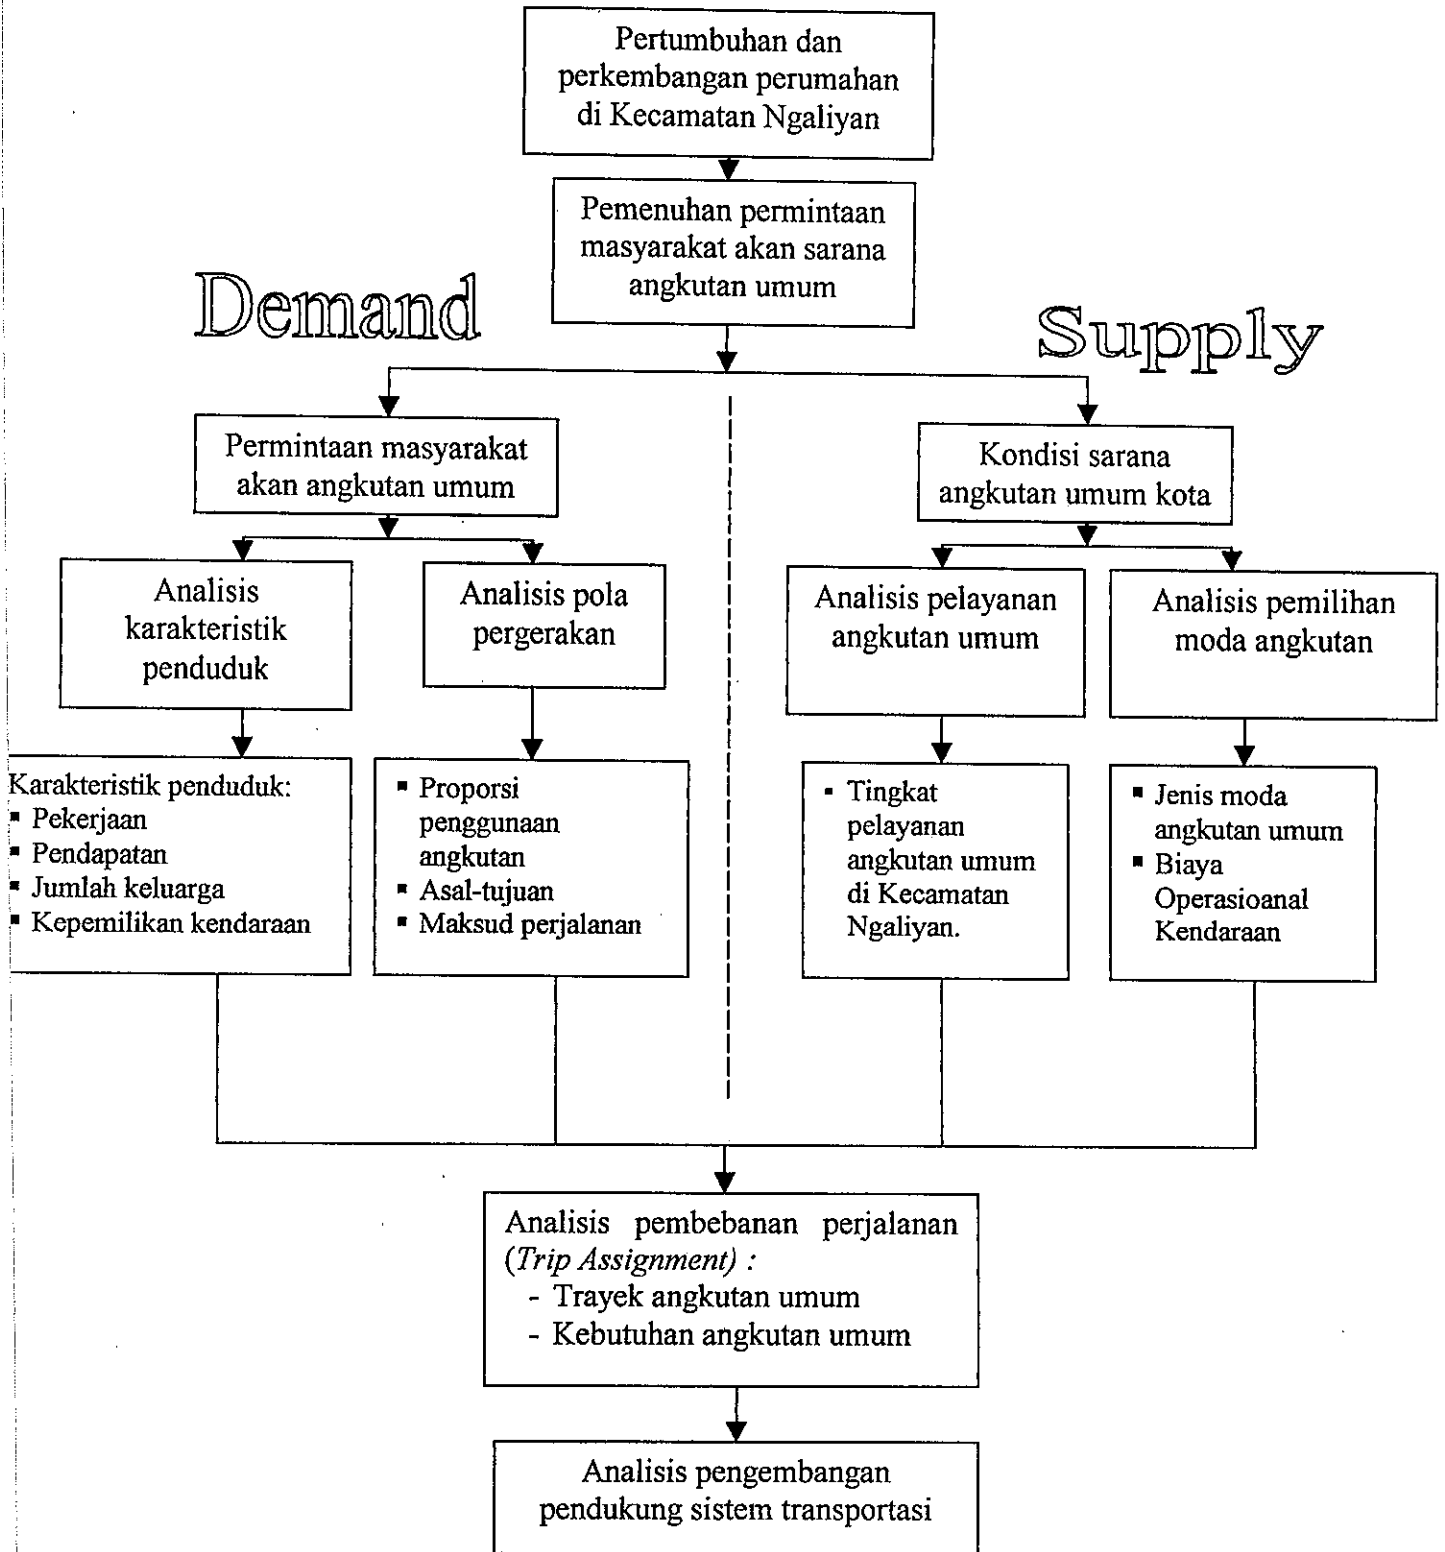 Pertumbuhan dan
perkembangan perumahan
di Kecamatan Ngaliyan
Pemenuhan permintaan
masyarakat akan sarana
angkutan umum
Demand
Supply
Permintaan masyarakat
akan angkutan umum
Kondisi sarana
angkutan umum kota
Analisis
karakteristik
penduduk
Analisis pola
pergerakan
Analisis pelayanan
angkutan umum
Analisis pemilihan
moda angkutan
Karakteristik penduduk:
▪ Pekerjaan
▪ Pendapatan
▪ Jumlah keluarga
▪ Kepemilikan kendaraan
▪ Proporsi
penggunaan
angkutan
▪ Asal-tujuan
▪ Maksud perjalanan
▪ Tingkat
pelayanan
angkutan umum
di Kecamatan
Ngaliyan.
▪ Jenis moda
angkutan umum
▪ Biaya
Operasioanal
Kendaraan
Analisis pembebanan perjalanan
(Trip Assignment) :
- Trayek angkutan umum
- Kebutuhan angkutan umum
Analisis pengembangan
pendukung sistem transportasi